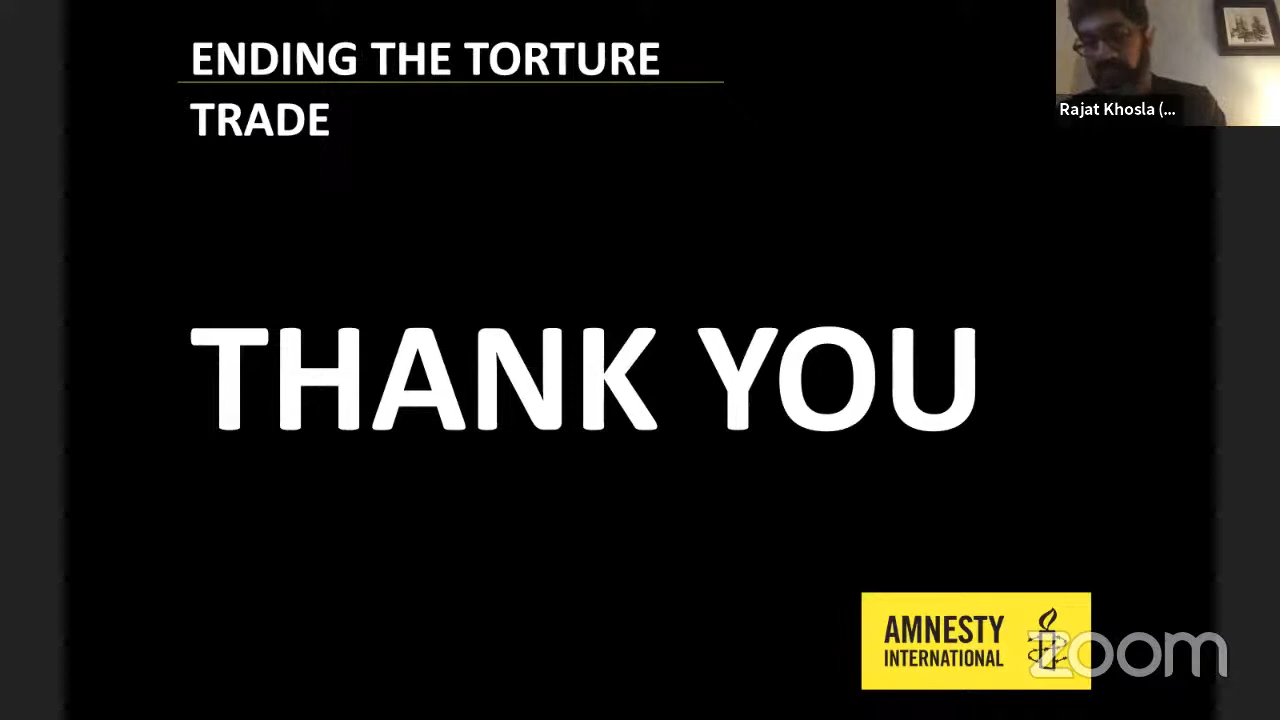 ENDING THE TORTURE
TRADE
Rajat Khosla (...
THANK YOU
AMNESTY
INTERNATIONAL
zoom